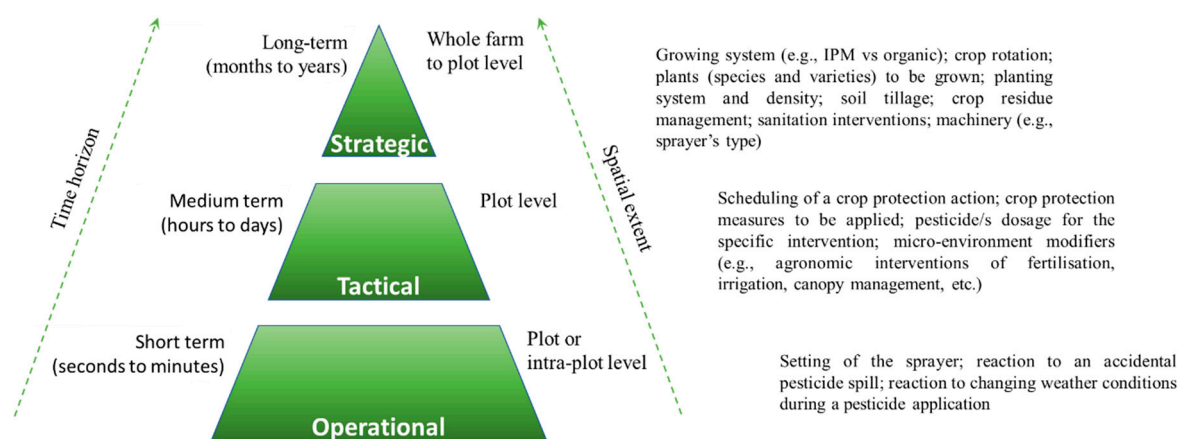 Time horizon
Long-term
(months to years)
Whole farm
to plot level
Strategic
Spatial extent
Growing system (e.g., IPM vs organic); crop rotation;
plants (species and varieties) to be grown; planting
system and density; soil tillage; crop residue
management; sanitation interventions; machinery (e.g.,
sprayer's type)
Medium term
(hours to days)
Plot level
Tactical
Scheduling of a crop protection action; crop protection
measures to be applied; pesticide/s dosage for the
specific intervention; micro-environment modifiers
(e.g., agronomic interventions of fertilisation,
irrigation, canopy management, etc.)
Short term
(seconds to minutes)
Plot or
intra-plot level
Operational
Setting of the sprayer; reaction to an accidental
pesticide spill; reaction to changing weather conditions
during a pesticide application